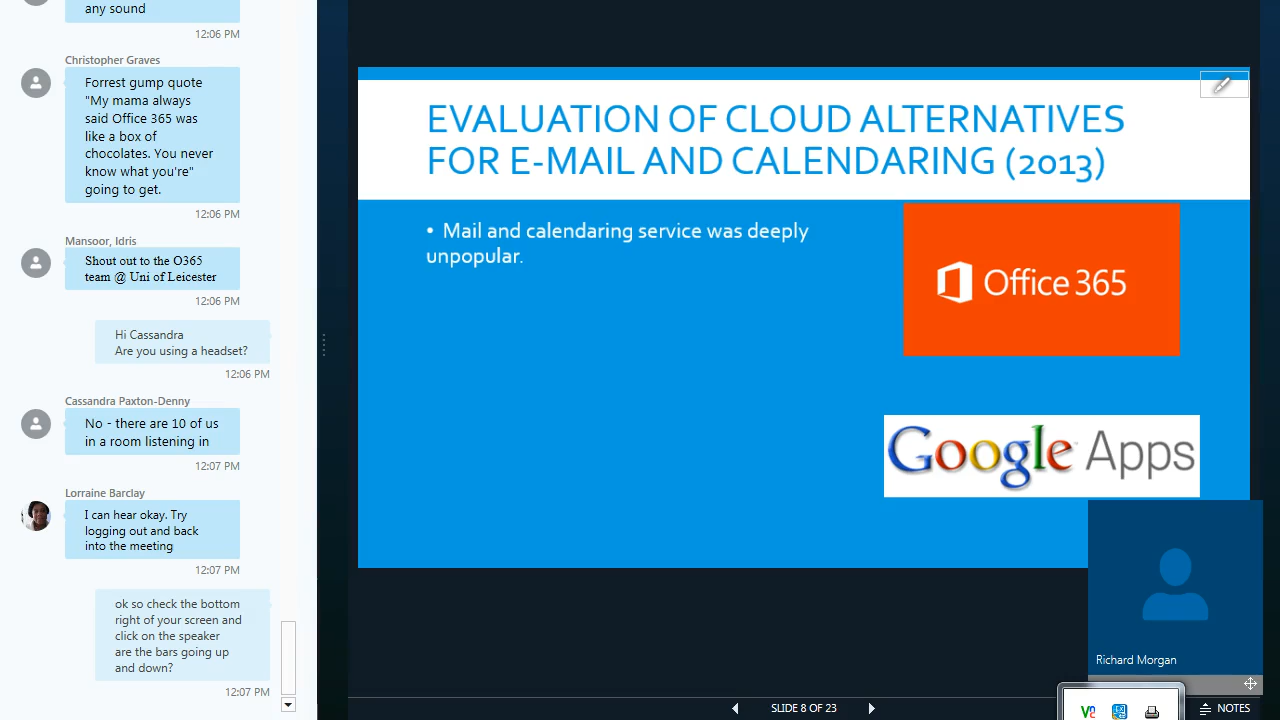 any sound
12:06 PM
Christopher Graves
Forrest gump quote
"My mama always
said Office 365 was
like a box of
chocolates. You never
know what you're"
going to get.
12:06 PM
Mansoor, Idris
Shout out to the O365
team @ Uni of Leicester
12:06 PM
Hi Cassandra
Are you using a headset?
12:06 PM
Cassandra Paxton-Denny
No - there are 10 of us
in a room listening in
12:07 PM
Lorraine Barclay
I can hear okay. Try
logging out and back
into the meeting
12:07 PM
ok so check the bottom
right of your screen and
click on the speaker
are the bars going up
and down?
12:07 PM
EVALUATION OF CLOUD ALTERNATIVES
FOR E-MAIL AND CALENDARING (2013)
• Mail and calendaring service was deeply
unpopular.
Office 365
Google Apps
Richard Morgan
SLIDE 8 OF 23
NOTES